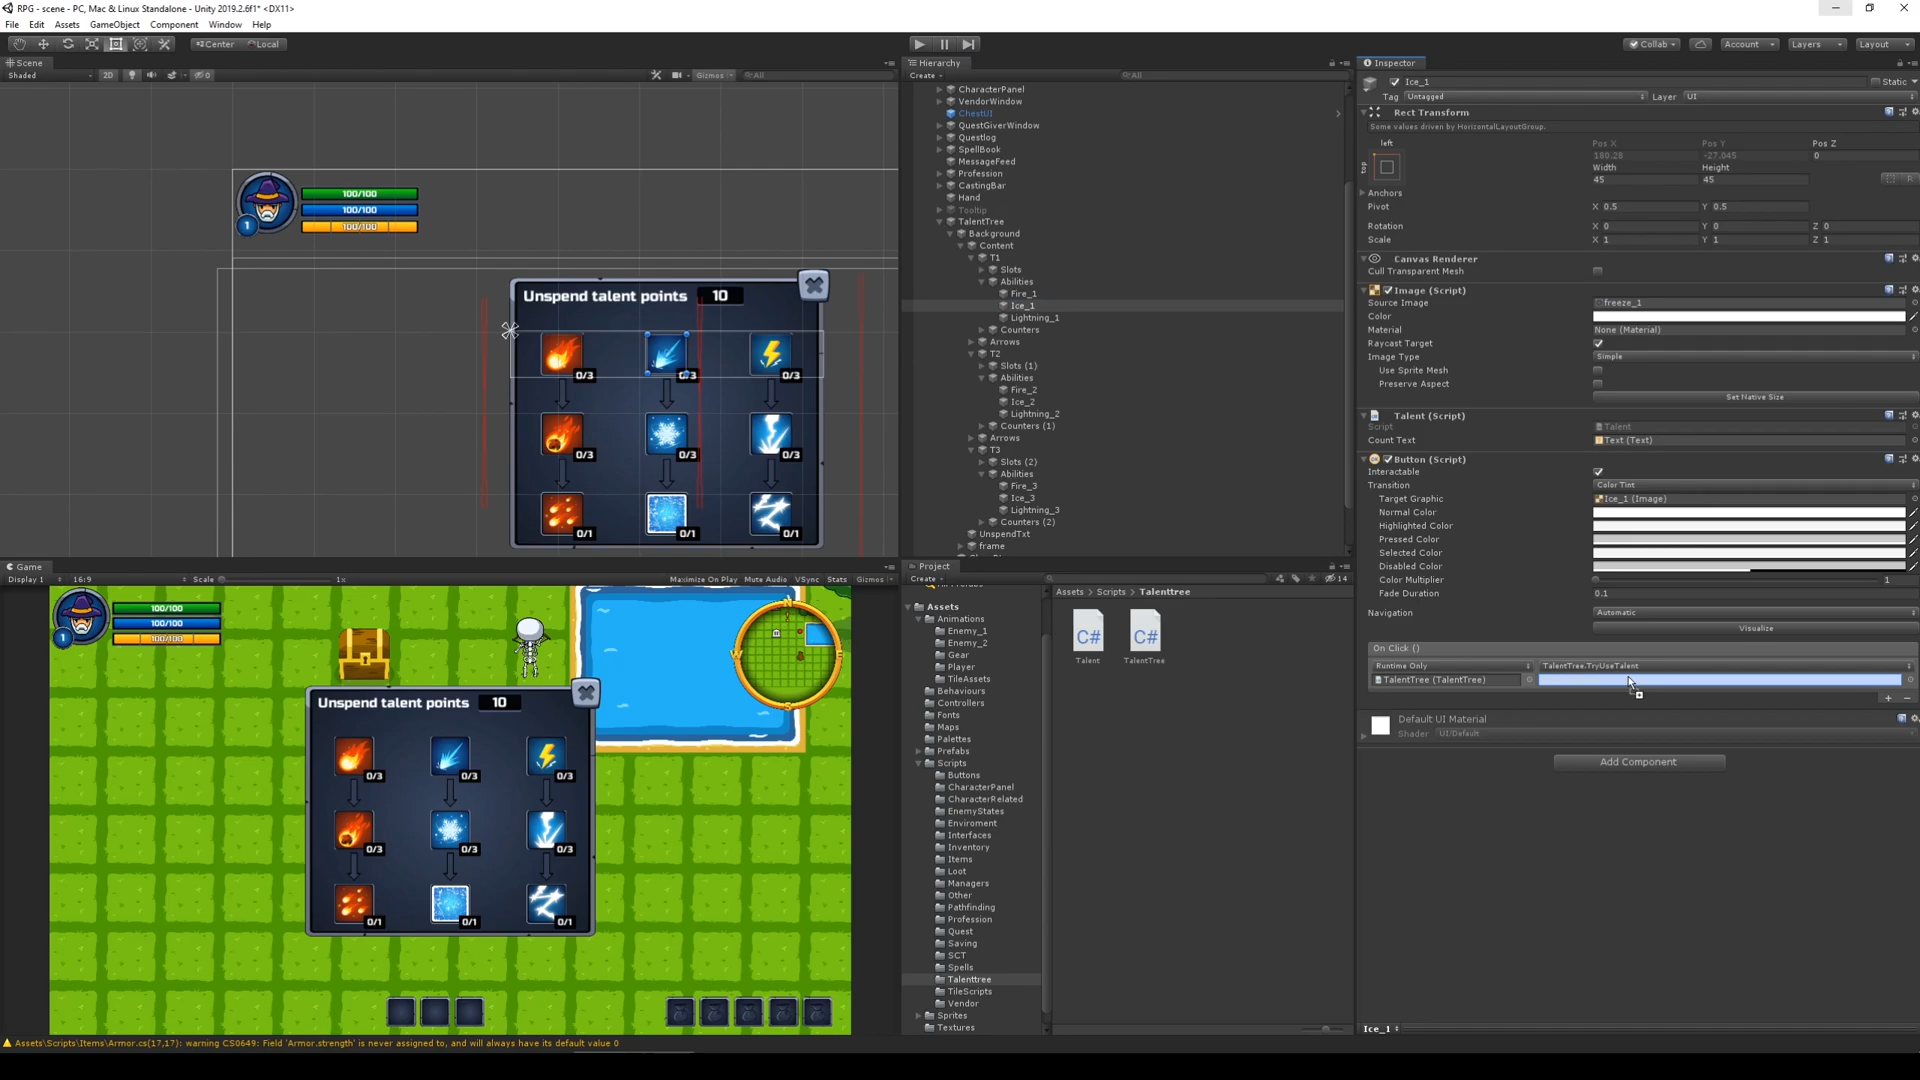 RPG - scene - PC, Mac & Linux Standalone - Unity 2019.2.6f1* <DX11>
File Edit Assets GameObject Component Window Help
Center Local
Collab Account Layers Layout
Scene
Shaded 2D 0 Gizmos All
100/100
100/100
1 100/100
Unspend talent points 10
0/3 0/3 0/3
0/3 0/3 0/3
0/1 0/1 0/1
Hierarchy
Create All
CharacterPanel
VendorWindow
ChestUI
QuestGiverWindow
Questlog
SpellBook
MessageFeed
Profession
CastingBar
Hand
Tooltip
TalentTree
Background
Content
T1
Slots
Abilities
Fire_1
Ice_1
Lightning_1
Counters
Arrows
T2
Slots (1)
Abilities
Fire_2
Ice_2
Lightning_2
Counters (1)
Arrows
T3
Slots (2)
Abilities
Fire_3
Ice_3
Lightning_3
Counters (2)
UnspendTxt
frame
Inspector
Ice_1 Static
Tag Untagged Layer UI
Rect Transform
Some values driven by HorizontalLayoutGroup.
left Pos X Pos Y Pos Z
top 180.28 -27.045 0
Width Height
45 45 R
Anchors
Pivot X 0.5 Y 0.5
Rotation X 0 Y 0 Z 0
Scale X 1 Y 1 Z 1
Canvas Renderer
Cull Transparent Mesh
Image (Script)
Source Image freeze_1
Color
Material None (Material)
Raycast Target
Image Type Simple
Use Sprite Mesh
Preserve Aspect
Set Native Size
Talent (Script)
Script Talent
Count Text Text (Text)
Button (Script)
Interactable
Transition Color Tint
Target Graphic Ice_1 (Image)
Normal Color
Highlighted Color
Pressed Color
Selected Color
Disabled Color
Color Multiplier 1
Fade Duration 0.1
Navigation Automatic
Visualize
On Click ()
Runtime Only TalentTree.TryUseTalent
TalentTree (TalentTree)
Default UI Material
Shader UI/Default
Add Component
Ice_1
Game
Display 1 16:9 Scale 1x Maximize On Play Mute Audio VSync Stats Gizmos
100/100
100/100
1 100/100
N
W
E
S
Unspend talent points 10
0/3 0/3 0/3
0/3 0/3 0/3
0/1 0/1 0/1
Project
Create 14
Assets
Animations
Enemy_1
Enemy_2
Gear
Player
TileAssets
Behaviours
Controllers
Fonts
Maps
Palettes
Prefabs
Scripts
Buttons
CharacterPanel
CharacterRelated
EnemyStates
Enviroment
Interfaces
Inventory
Items
Loot
Managers
Other
Pathfinding
Profession
Quest
Saving
SCT
Spells
Talenttree
TileScripts
Vendor
Sprites
Textures
Assets > Scripts > Talenttree
C# C#
Talent TalentTree
Assets\Scripts\Items\Armor.cs(17,17): warning CS0649: Field 'Armor.strength' is never assigned to, and will always have its default value 0